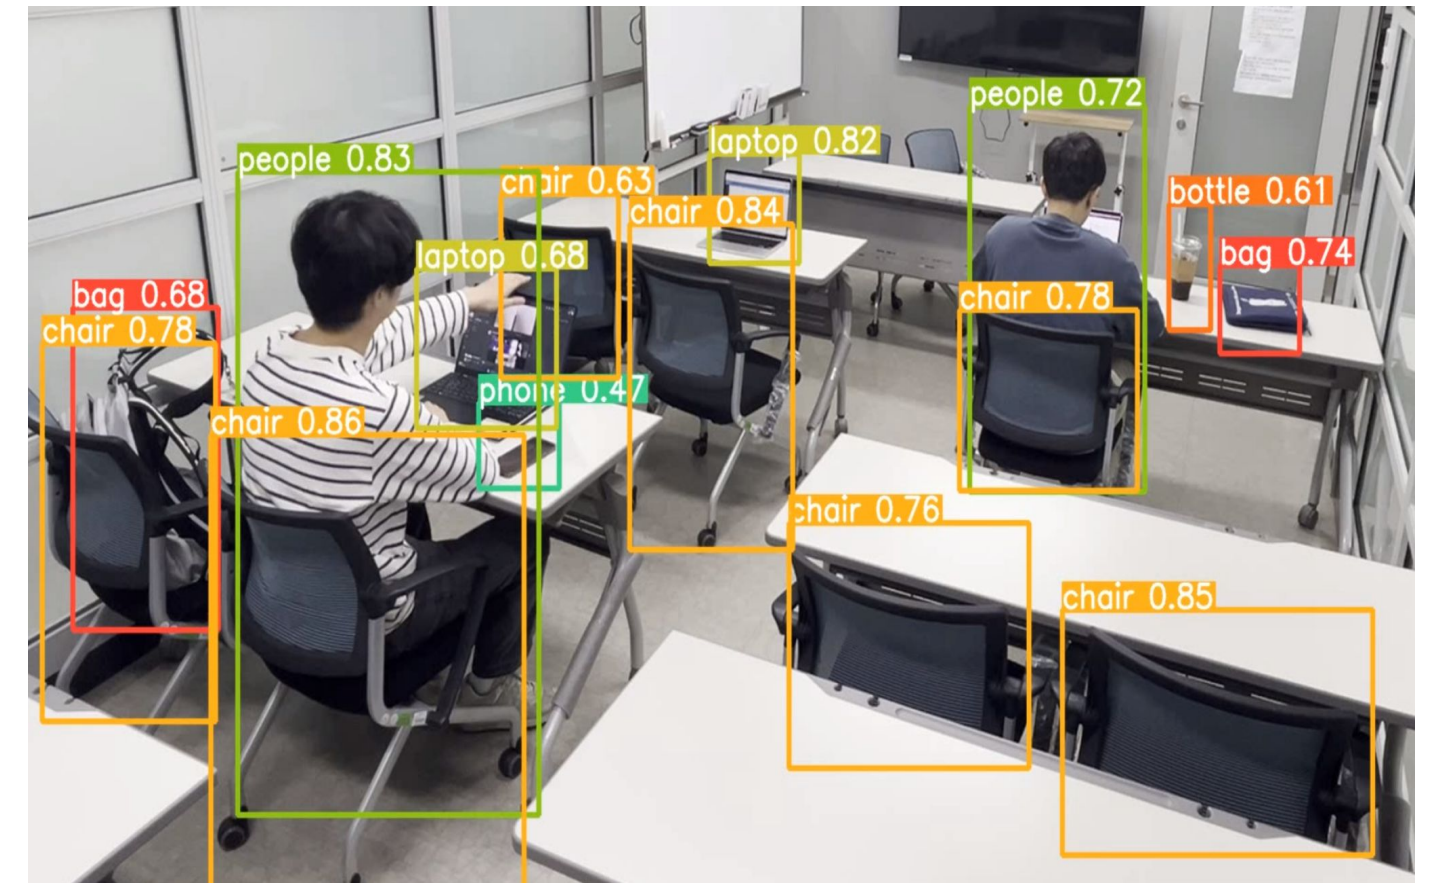 people 0.72
laptop 0.82
people 0.83
chair 0.63
bottle 0.61
chair 0.84
bag 0.74
laptop 0.68
bag 0.68
chair 0.78
chair 0.78
phone 0.47
chair 0.86
chair 0.76
chair 0.85